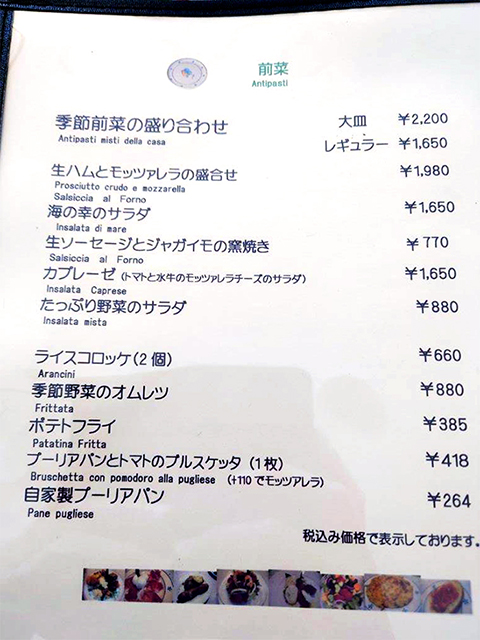 前菜
Antipasti
季節前菜の盛り合わせ 大皿 ¥2,200
Antipasti misti della casa
レギュラー ¥1,650
生ハムとモッツァレラの盛合せ ¥1,980
Prosciutto crudo e mozzarella
Salsiccia al Forno
海の幸のサラダ ¥1,650
Insalata di mare
生ソーセージとジャガイモの窯焼き ¥770
Salsiccia al Forno
カプレーゼ (トマトと水牛のモッツァレラチーズのサラダ) ¥1,650
Insalata Caprese
たっぷり野菜のサラダ ¥880
Insalata mista
ライスコロッケ(2個) ¥660
Arancini
季節野菜のオムレツ ¥880
Frittata
ポテトフライ ¥385
Patatina Fritta
プーリアパンとトマトのブルスケッタ (1枚) ¥418
Bruschetta con pomodoro alla pugliese (+110でモッツアレラ)
自家製プーリアパン ¥264
Pane pugliese
税込み価格で表示しております。